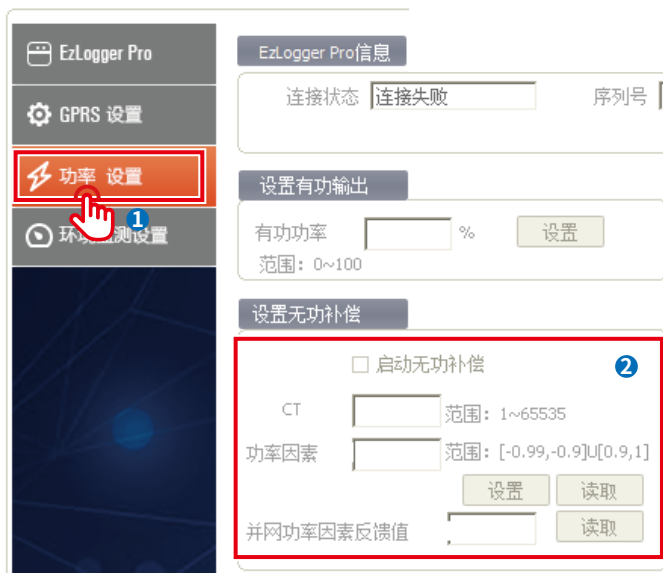 EzLogger Pro
GPRS 设置
功率 设置
1
测设置
EzLogger Pro信息
连接状态 连接失败 序列号
设置有功输出
有功功率 % 设置
范围: 0~100
设置无功补偿
启动无功补偿 2
CT 范围: 1~65535
功率因素 范围: [-0.99,-0.9]U[0.9,1]
设置 读取
并网功率因素反馈值 读取